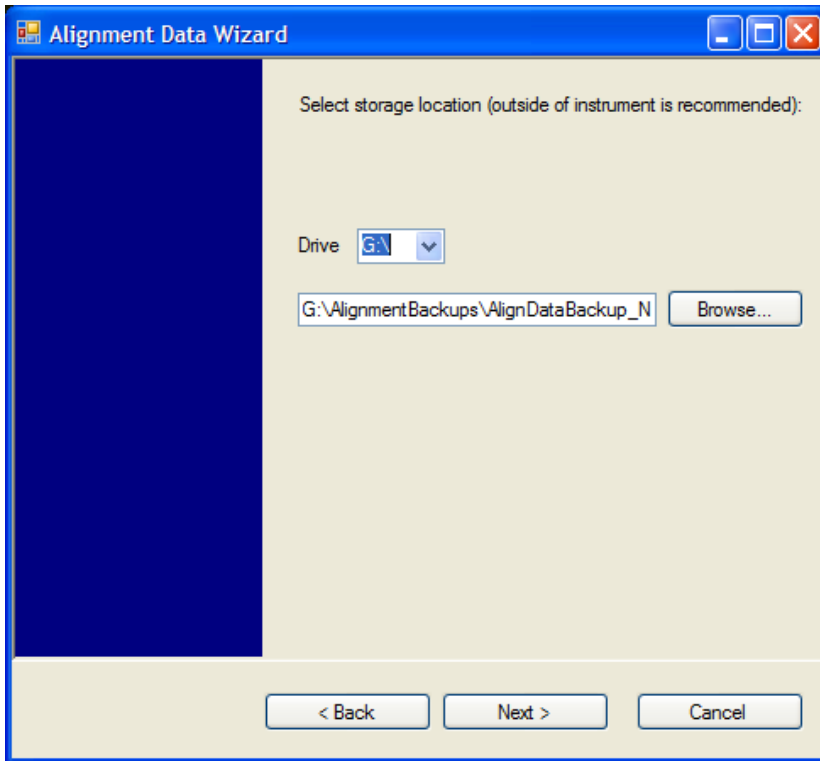 Alignment Data Wizard
Select storage location (outside of instrument is recommended):
Drive G:\
G:\AlignmentBackups\AlignDataBackup_N Browse...
< Back Next > Cancel